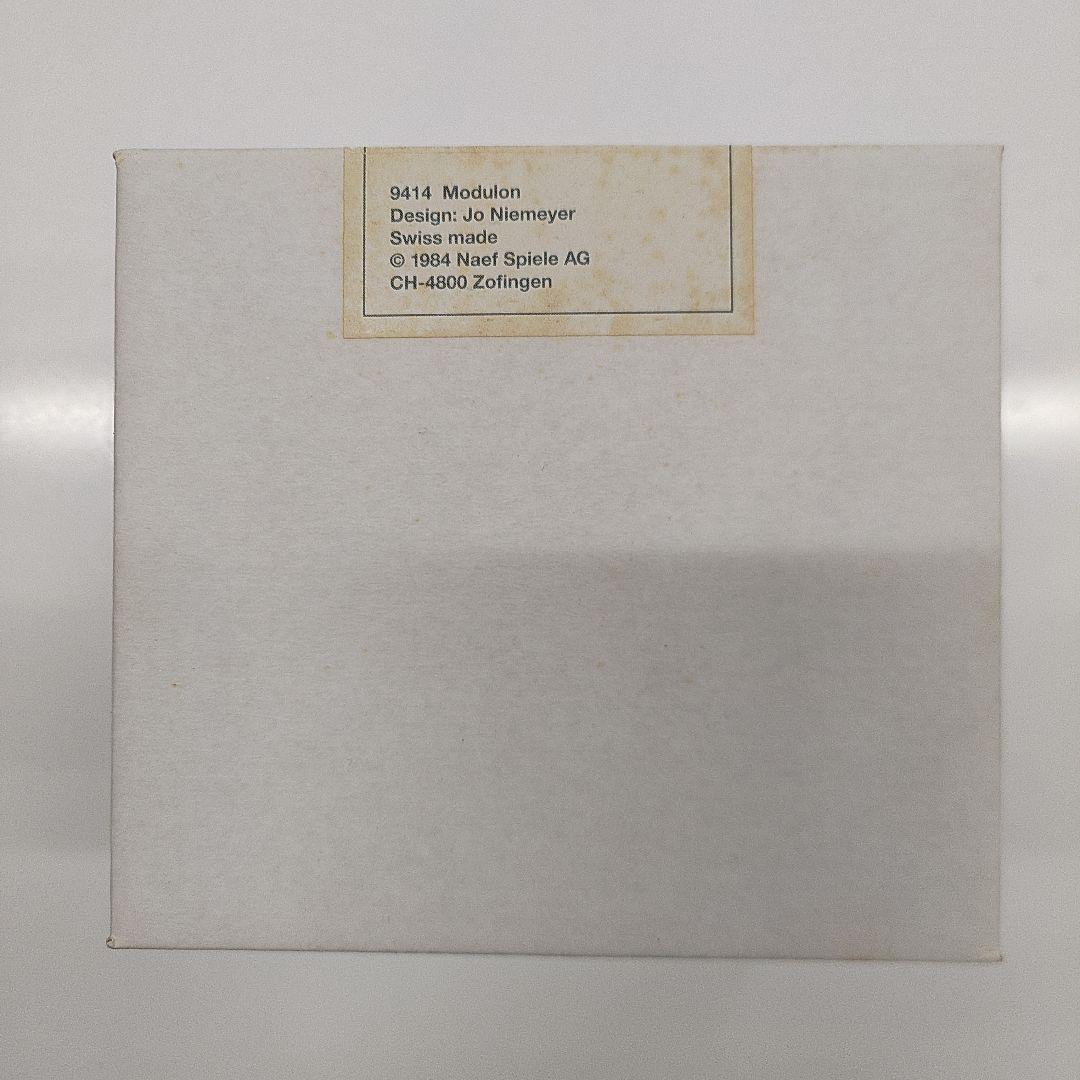 9414 Modulon
Design: Jo Niemeyer
Swiss made
© 1984 Naef Spiele AG
CH-4800 Zofingen